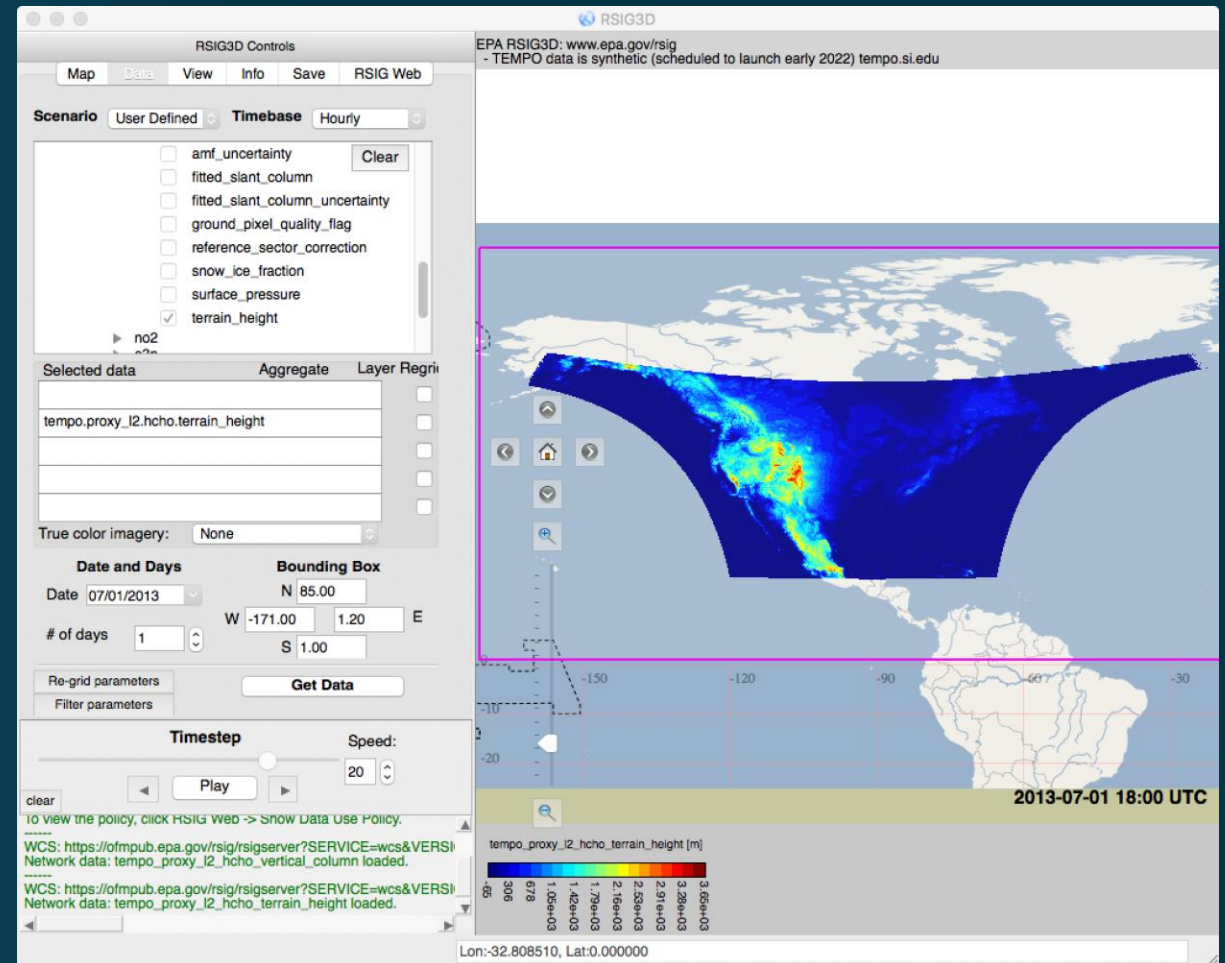 RSIG3D
RSIG3D Controls
Map Data View Info Save RSIG Web
Scenario User Defined Timebase Hourly
amf_uncertainty
Clear
fitted_slant_column
fitted_slant_column_uncertainty
ground_pixel_quality_flag
reference_sector_correction
snow_ice_fraction
surface_pressure
terrain_height
no2
Selected data Aggregate Layer Regri
tempo.proxy_l2.hcho.terrain_height
True color imagery: None
Date and Days Bounding Box
Date 07/01/2013
N 85.00
W -171.00 1.20 E
# of days 1
S 1.00
Re-grid parameters
Filter parameters
Get Data
Timestep Speed:
20
Play
clear
To view the policy, click RSIG Web -> Show Data Use Policy.
------
WCS: https://ofmpub.epa.gov/rsig/rsigserver?SERVICE=wcs&VERSI
Network data: tempo_proxy_l2_hcho_vertical_column loaded.
------
WCS: https://ofmpub.epa.gov/rsig/rsigserver?SERVICE=wcs&VERSI
Network data: tempo_proxy_l2_hcho_terrain_height loaded.
EPA RSIG3D: www.epa.gov/rsig
- TEMPO data is synthetic (scheduled to launch early 2022) tempo.si.edu
-0
-150 -120 -90 -60 -30
-10
-20
2013-07-01 18:00 UTC
tempo_proxy_l2_hcho_terrain_height [m]
-65 306 678 1.05e+03 1.42e+03 1.79e+03 2.16e+03 2.53e+03 2.91e+03 3.28e+03 3.65e+03
Lon:-32.808510, Lat:0.000000